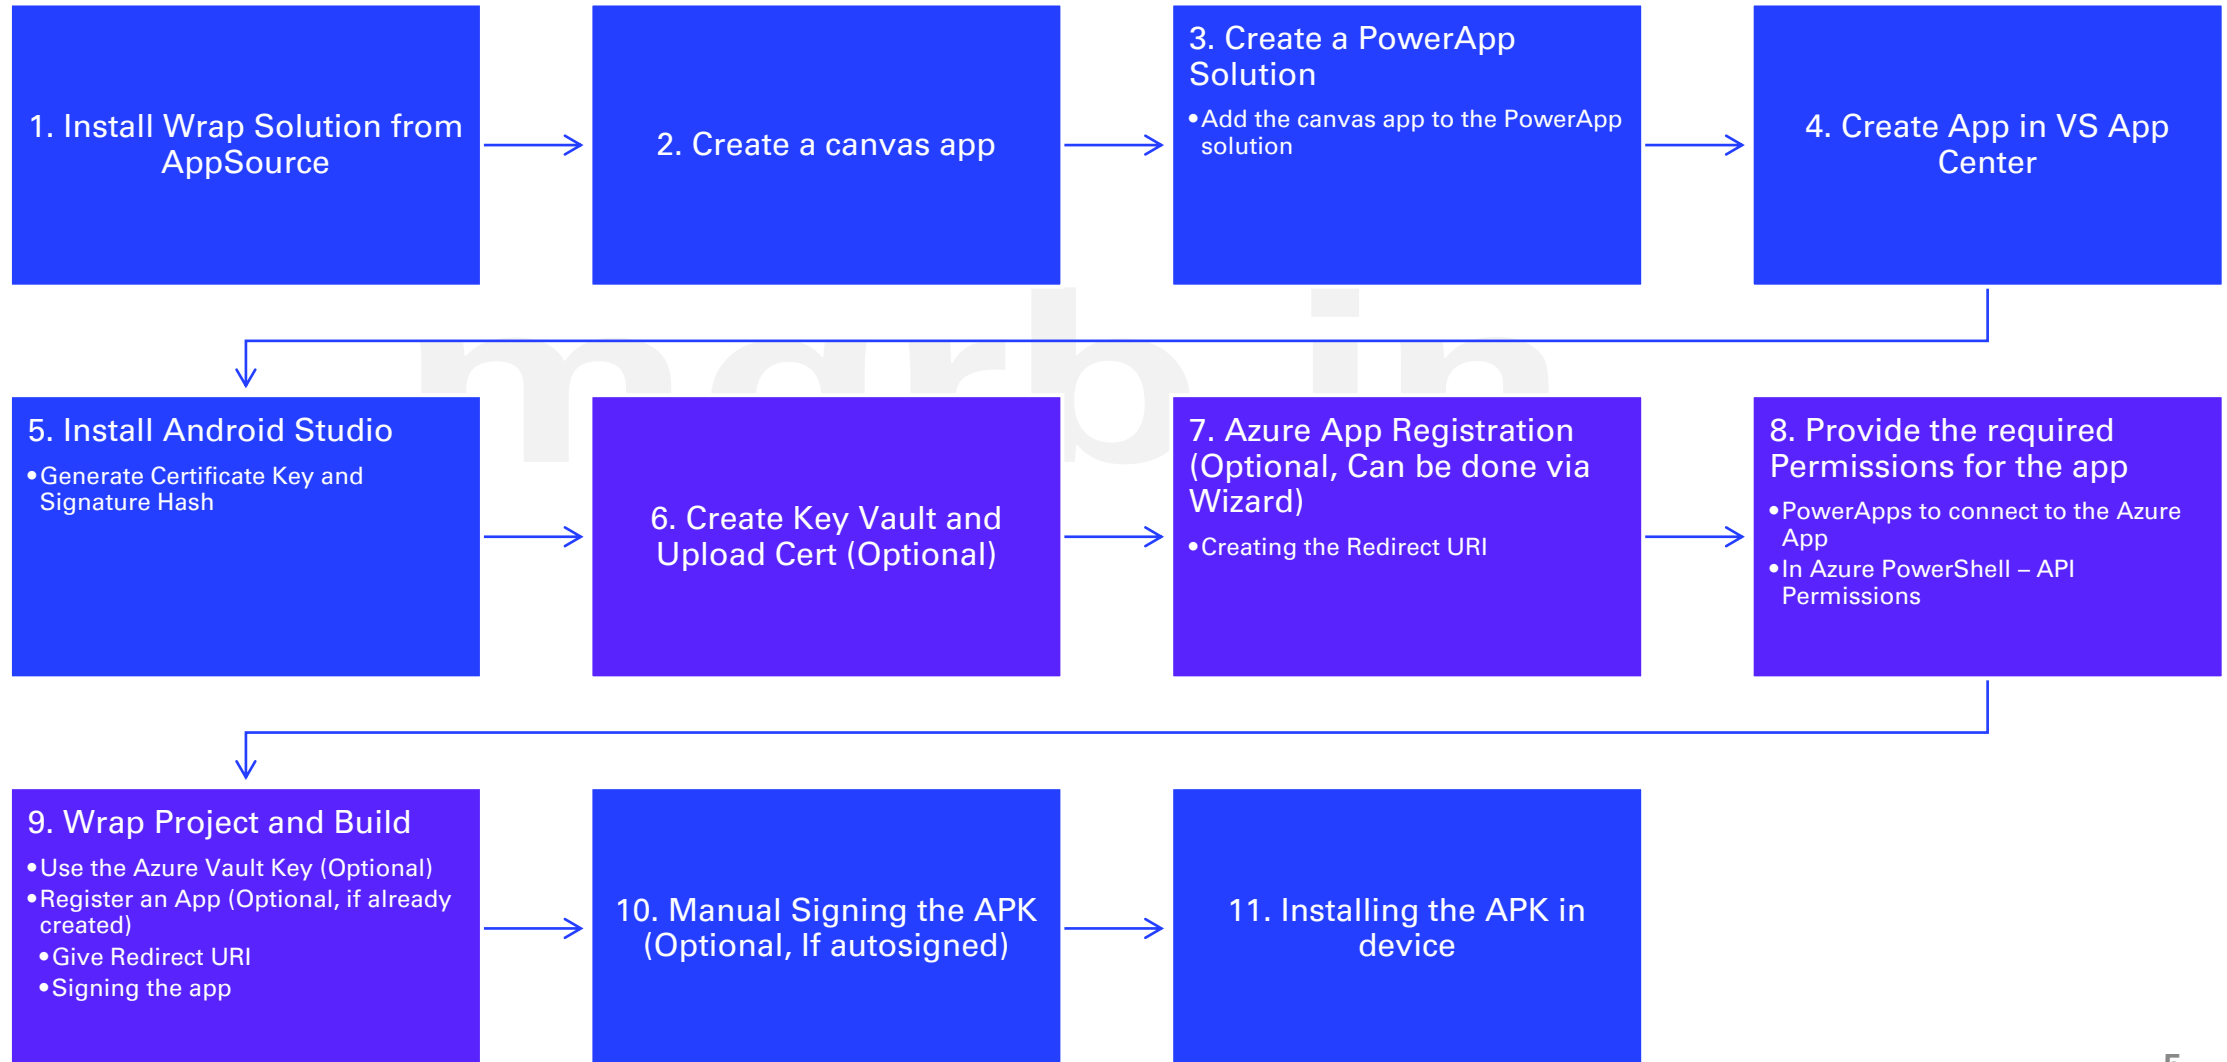 1. Install Wrap Solution from
AppSource
2. Create a canvas app
3. Create a PowerApp
Solution
•Add the canvas app to the PowerApp
solution
4. Create App in VS App
Center
5. Install Android Studio
•Generate Certificate Key and
Signature Hash
6. Create Key Vault and
Upload Cert (Optional)
7. Azure App Registration
(Optional, Can be done via
Wizard)
•Creating the Redirect URI
8. Provide the required
Permissions for the app
•PowerApps to connect to the Azure
App
•In Azure PowerShell – API
Permissions
9. Wrap Project and Build
•Use the Azure Vault Key (Optional)
•Register an App (Optional, if already
created)
•Give Redirect URI
•Signing the app
10. Manual Signing the APK
(Optional, If autosigned)
11. Installing the APK in
device